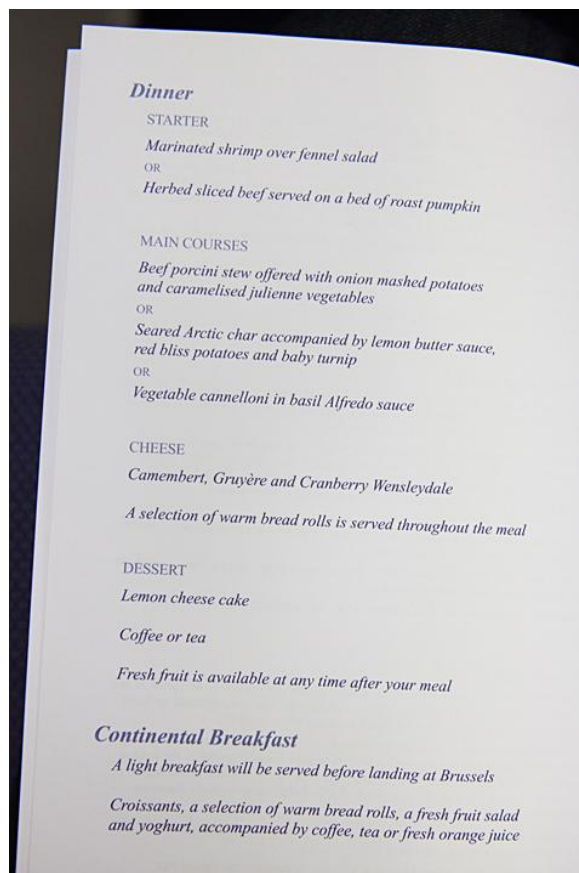 Dinner
STARTER
Marinated shrimp over fennel salad
OR
Herbed sliced beef served on a bed of roast pumpkin
MAIN COURSES
Beef porcini stew offered with onion mashed potatoes
and caramelised julienne vegetables
OR
Seared Arctic char accompanied by lemon butter sauce,
red bliss potatoes and baby turnip
OR
Vegetable cannelloni in basil Alfredo sauce
CHEESE
Camembert, Gruyère and Cranberry Wensleydale
A selection of warm bread rolls is served throughout the meal
DESSERT
Lemon cheese cake
Coffee or tea
Fresh fruit is available at any time after your meal
Continental Breakfast
A light breakfast will be served before landing at Brussels
Croissants, a selection of warm bread rolls, a fresh fruit salad
and yoghurt, accompanied by coffee, tea or fresh orange juice